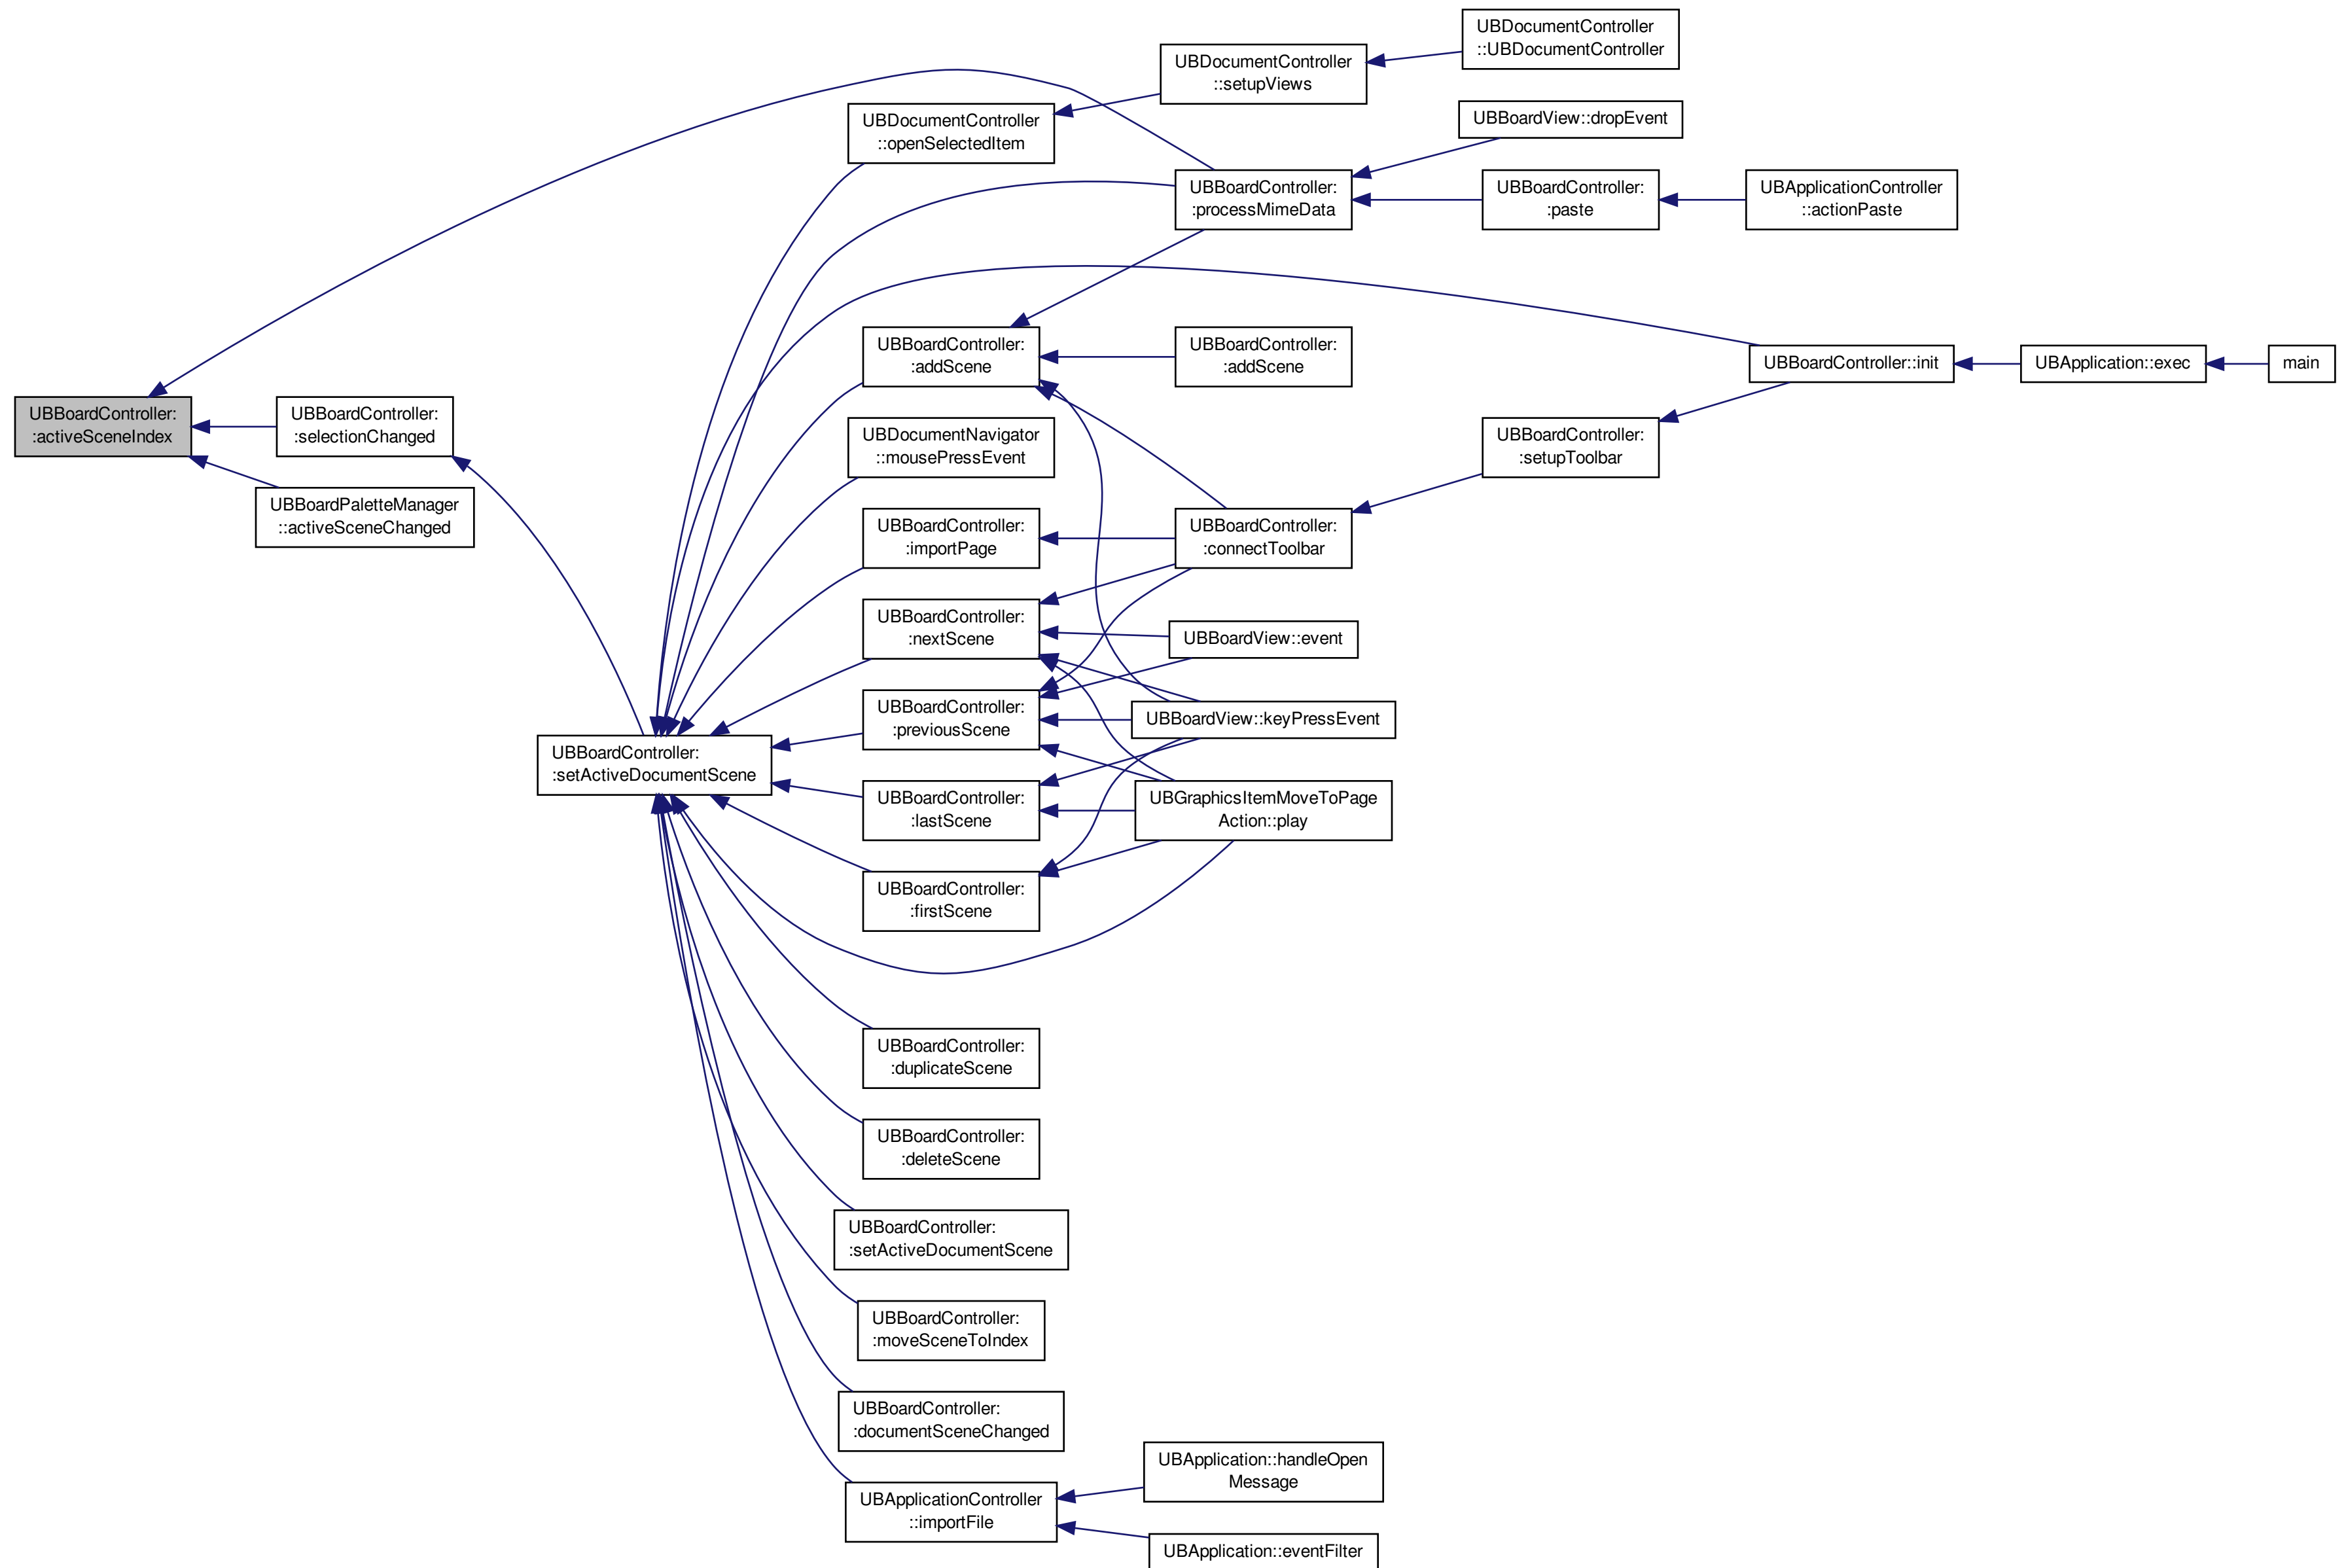 UBDocumentController
::UBDocumentController
UBDocumentController
::setupViews
UBBoardView::dropEvent
UBDocumentController
::openSelectedItem
UBBoardController:
:processMimeData
UBBoardController:
:paste
UBApplicationController
::actionPaste
UBBoardController:
:addScene
UBBoardController:
:addScene
UBBoardController::init
UBApplication::exec
main
UBBoardController:
:activeSceneIndex
UBBoardController:
:selectionChanged
UBDocumentNavigator
::mousePressEvent
UBBoardController:
:setupToolbar
UBBoardPaletteManager
::activeSceneChanged
UBBoardController:
:importPage
UBBoardController:
:connectToolbar
UBBoardController:
:nextScene
UBBoardView::event
UBBoardController:
:previousScene
UBBoardView::keyPressEvent
UBBoardController:
:setActiveDocumentScene
UBBoardController:
:lastScene
UBGraphicsItemMoveToPage
Action::play
UBBoardController:
:firstScene
UBBoardController:
:duplicateScene
UBBoardController:
:deleteScene
UBBoardController:
:setActiveDocumentScene
UBBoardController:
:moveSceneToIndex
UBBoardController:
:documentSceneChanged
UBApplication::handleOpen
Message
UBApplicationController
::importFile
UBApplication::eventFilter